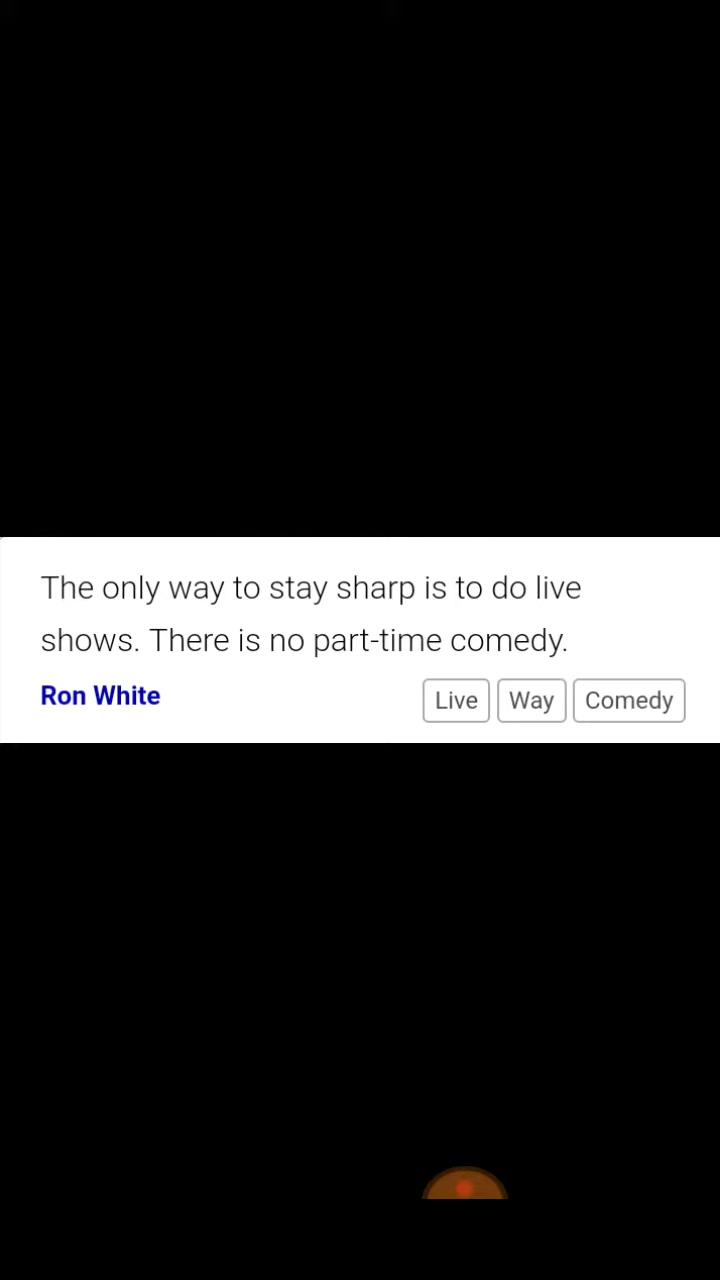 The only way to stay sharp is to do live
shows. There is no part-time comedy.
Ron White
Live Way Comedy